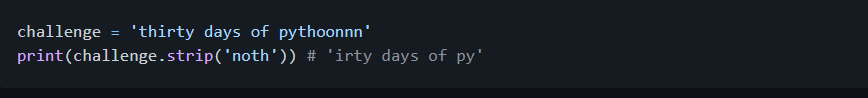 challenge = 'thirty days of pythoonnn'
print(challenge.strip('noth')) # 'irty days of py'